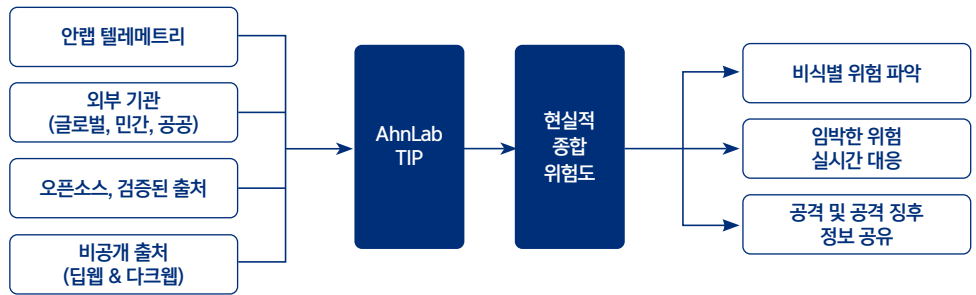 안랩 텔레메트리
외부 기관
(글로벌, 민간, 공공)
오픈소스, 검증된 출처
비공개 출처
(딥웹 & 다크웹)
AhnLab
TIP
현실적
종합
위험도
비식별 위험 파악
임박한 위험
실시간 대응
공격 및 공격 징후
정보 공유